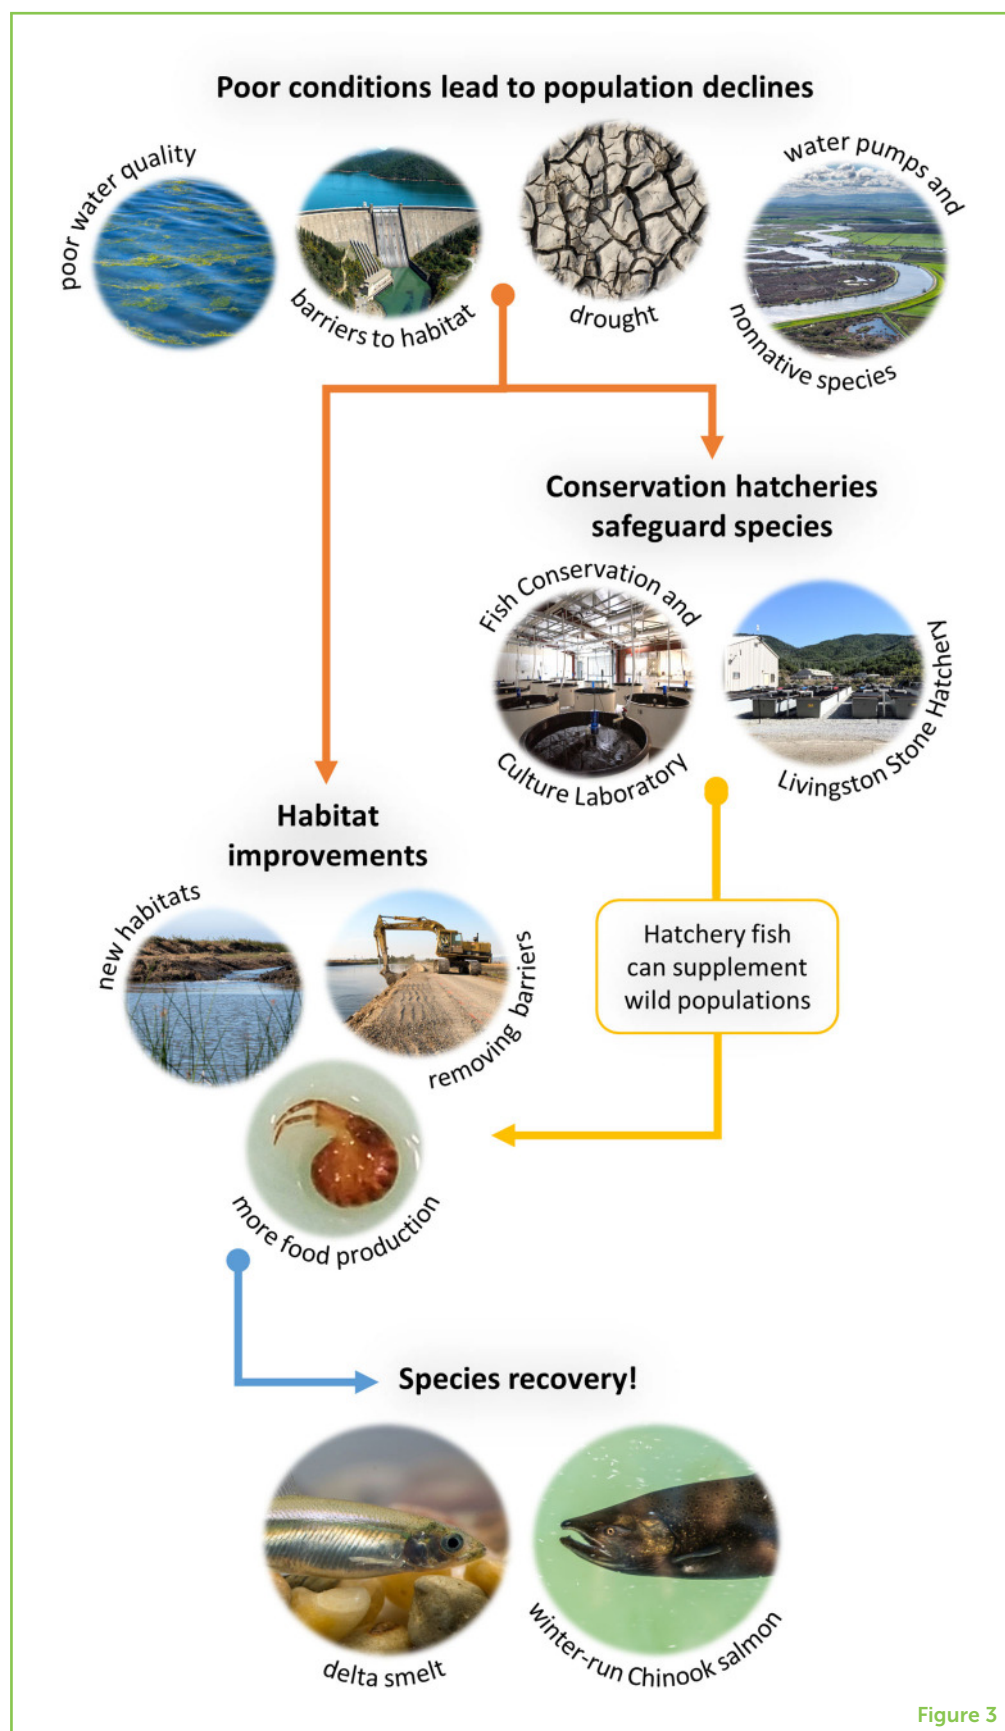 Poor conditions lead to population declines
poor water quality
barriers to habitat
drought
water pumps and
nonnative species
Conservation hatcheries
safeguard species
Fish Conservation and
Culture Laboratory
Livingston Stone Hatchery
Habitat
improvements
new habitats
removing barriers
more food production
Hatchery fish
can supplement
wild populations
Species recovery!
delta smelt
winter-run Chinook salmon
Figure 3